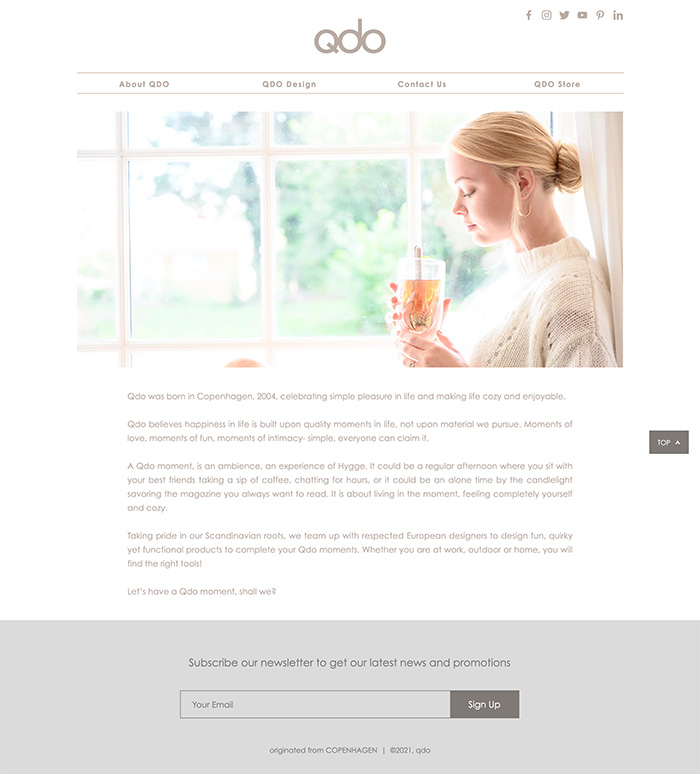 qdo
About QDO
QDO Design
Contact Us
QDO Store
Qdo was born in Copenhagen, 2004, celebrating simple pleasure in life and making life cozy and enjoyable.
Qdo believes happiness in life is built upon quality moments in life, not upon material we pursue. Moments of
love, moments of fun, moments of intimacy- simple, everyone can claim it.
A Qdo moment, is an ambience, an experience of Hygge. It could be a regular afternoon where you sit with
your best friends taking a sip of coffee, chatting for hours, or it could be an alone time by the candlelight
savoring the magazine you always want to read. It is about living in the moment, feeling completely yourself
and cozy.
Taking pride in our Scandinavian roots, we team up with respected European designers to design fun, quirky
yet functional products to complete your Qdo moments. Whether you are at work, outdoor or home, you will
find the right tools!
Let's have a Qdo moment, shall we?
TOP
Subscribe our newsletter to get our latest news and promotions
Your Email
Sign Up
originated from COPENHAGEN | ©2021, qdo